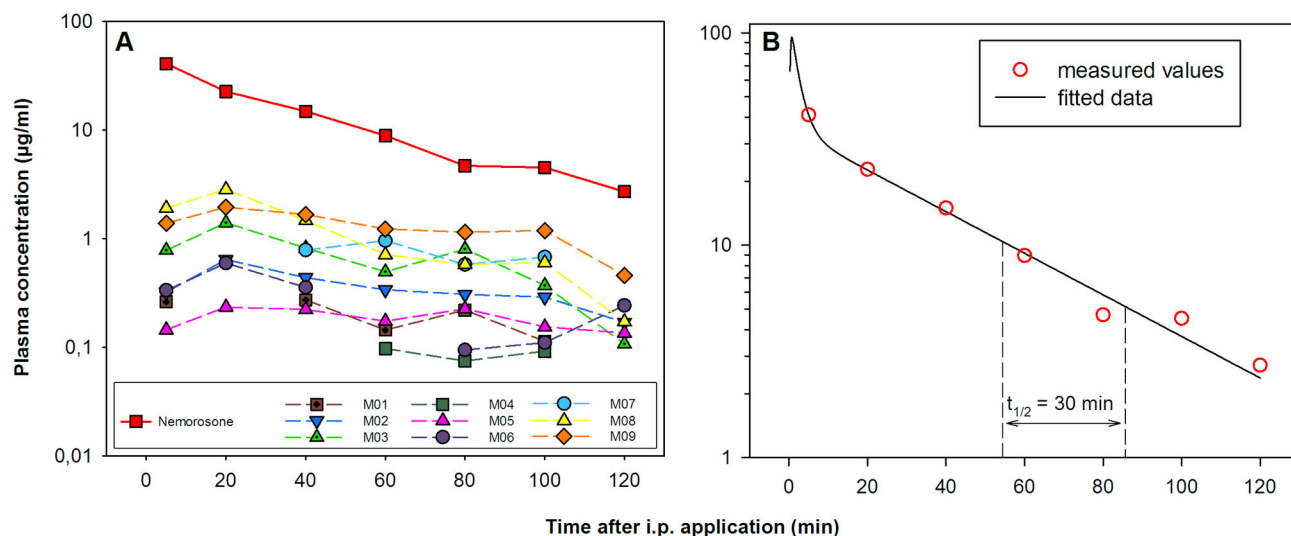 A
Plasma concentration (µg/ml)
100
10
1
0,1
0,01
Nemorosone
M01
M02
M03
M04
M05
M06
M07
M08
M09
0 20 40 60 80 100 120
B
100
10
1
measured values
fitted data
t1/2 = 30 min
0 20 40 60 80 100 120
Time after i.p. application (min)